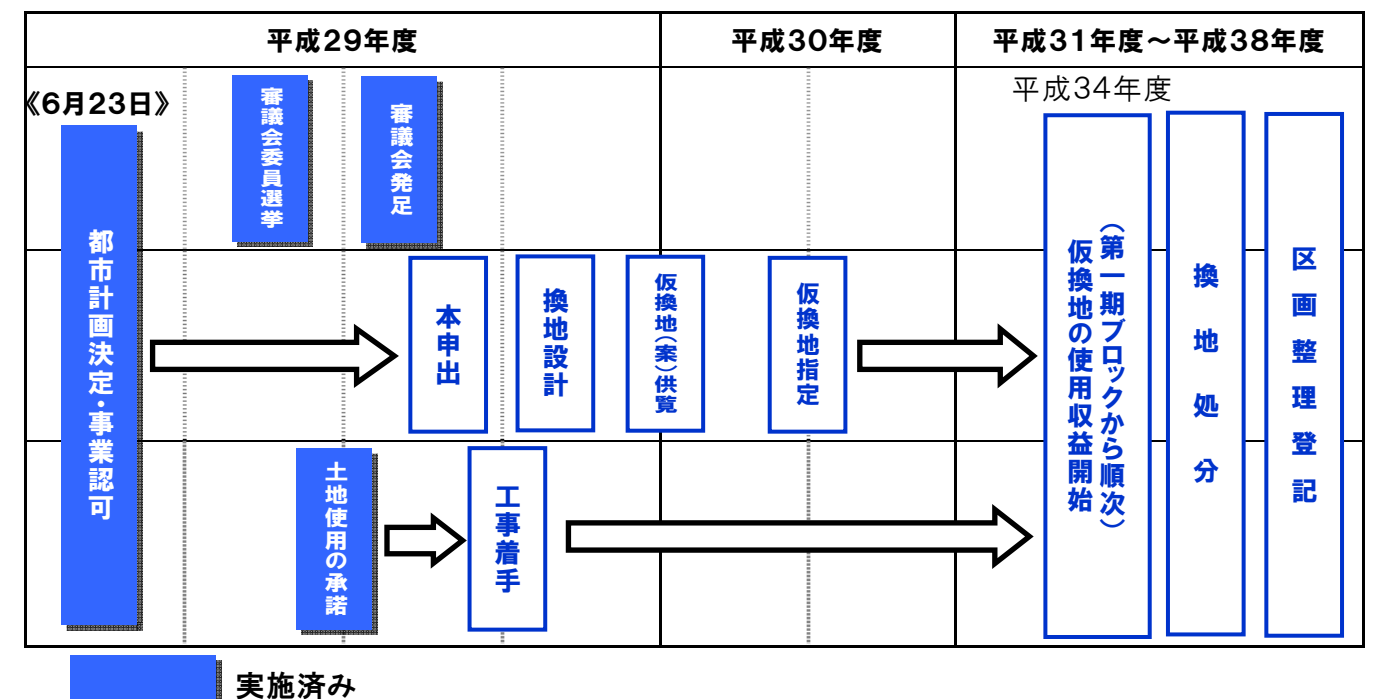 平成29年度
平成30年度
平成31年度～平成38年度
《6月23日》
都市計画決定・事業認可
審議会委員選挙
審議会発足
平成34年度
本申出
換地設計
仮換地(案)供覧
仮換地指定
土地使用の承諾
工事着手
(第一期ブロックから順次)
仮換地の使用収益開始
換地処分
区画整理登記
実施済み